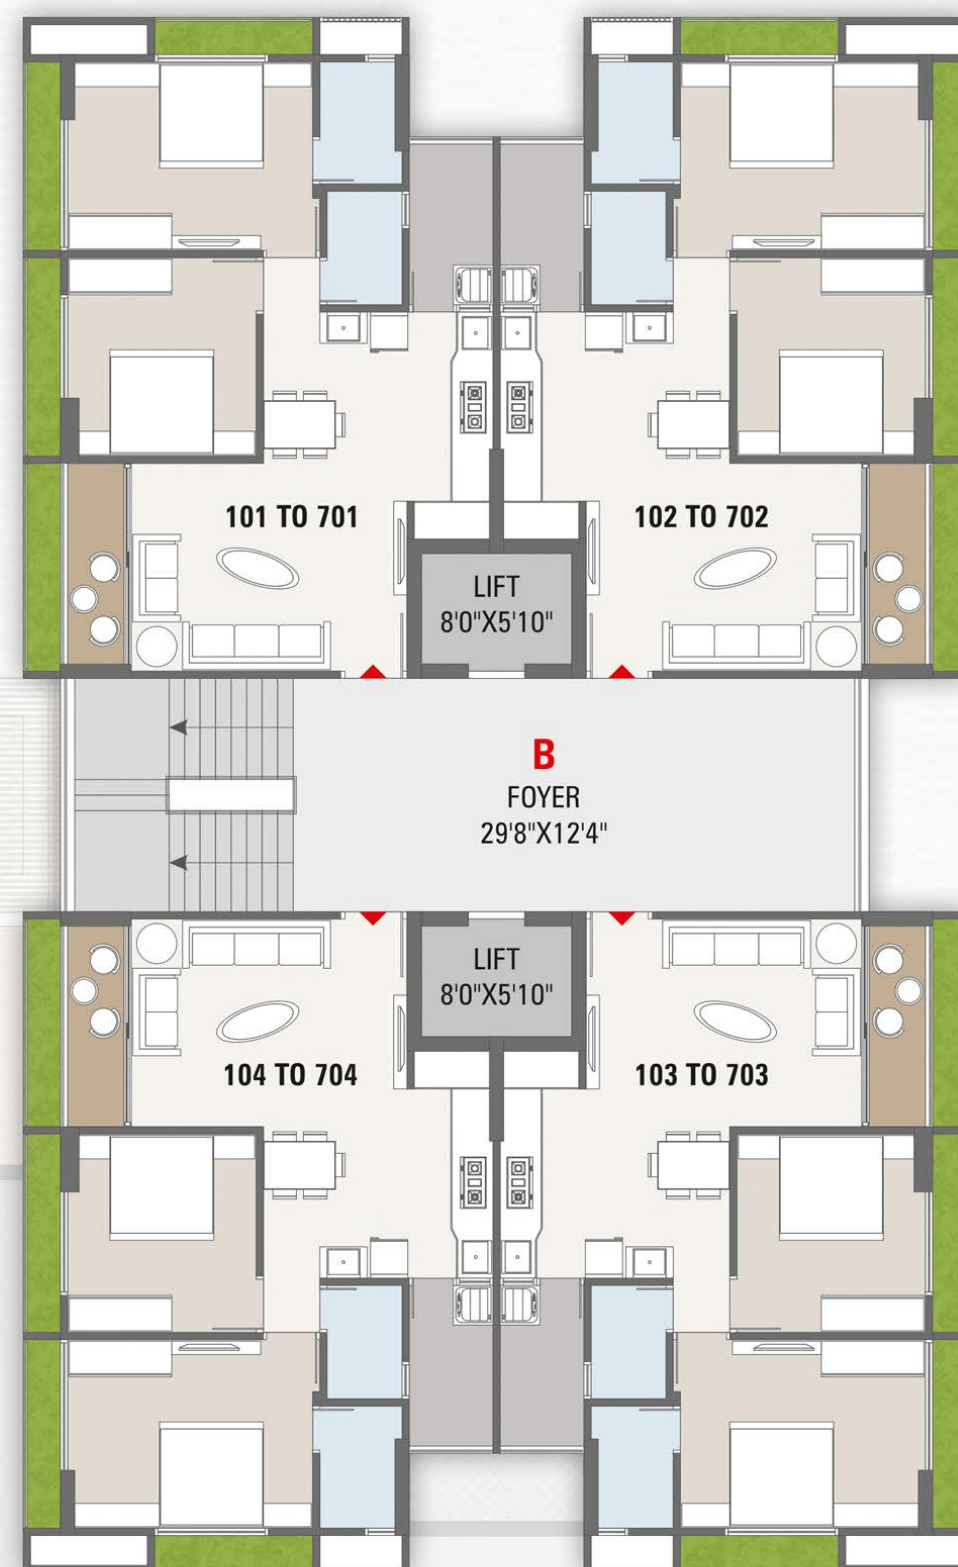 101 TO 701
102 TO 702
LIFT
8'0"X5'10"
B
FOYER
29'8"X12'4"
LIFT
8'0"X5'10"
104 TO 704
103 TO 703